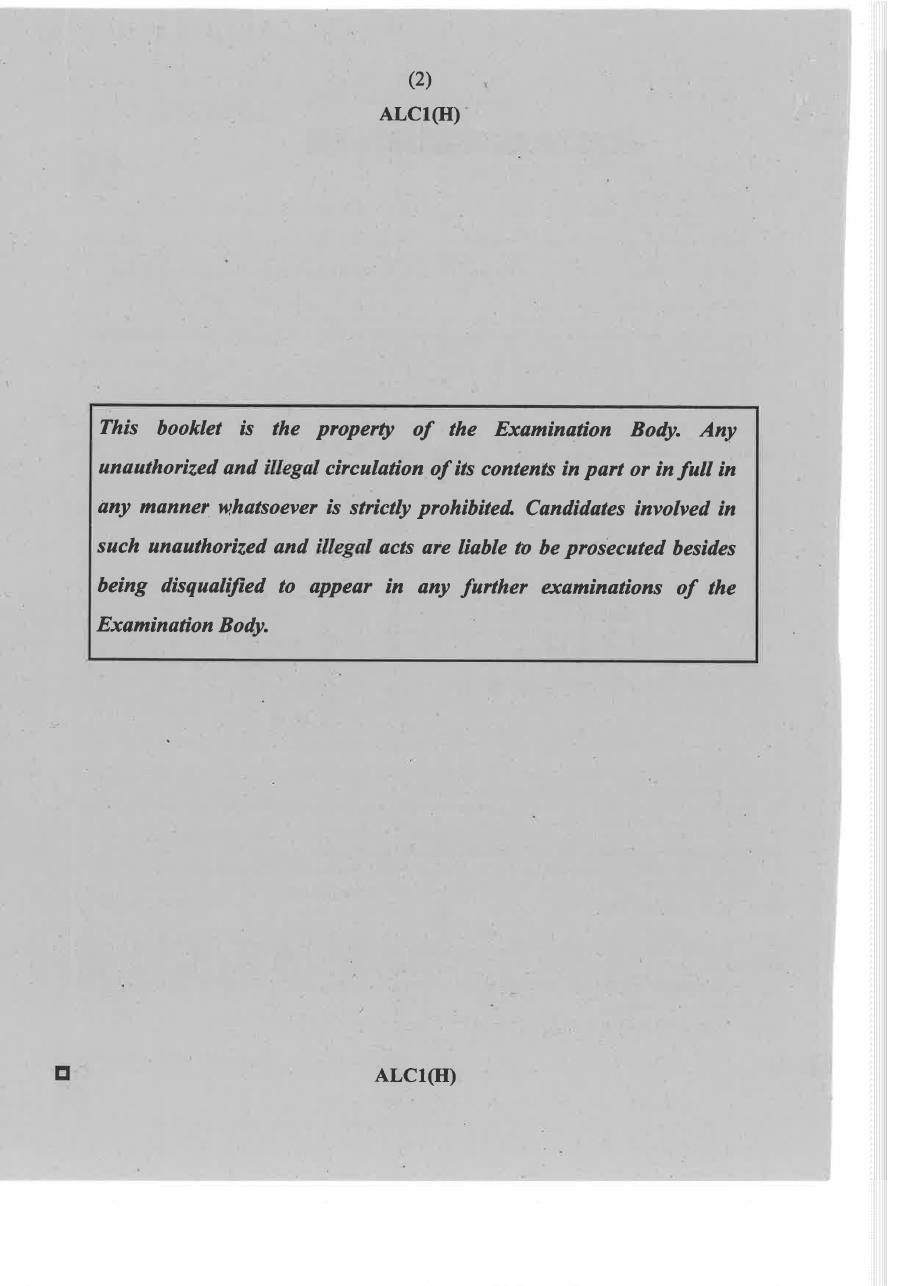 (2)
ALC1(H)
This booklet is the property of the Examination Body. Any
unauthorized and illegal circulation of its contents in part or in full in
any manner whatsoever is strictly prohibited. Candidates involved in
such unauthorized and illegal acts are liable to be prosecuted besides
being disqualified to appear in any further examinations of the
Examination Body.
ALC1(H)